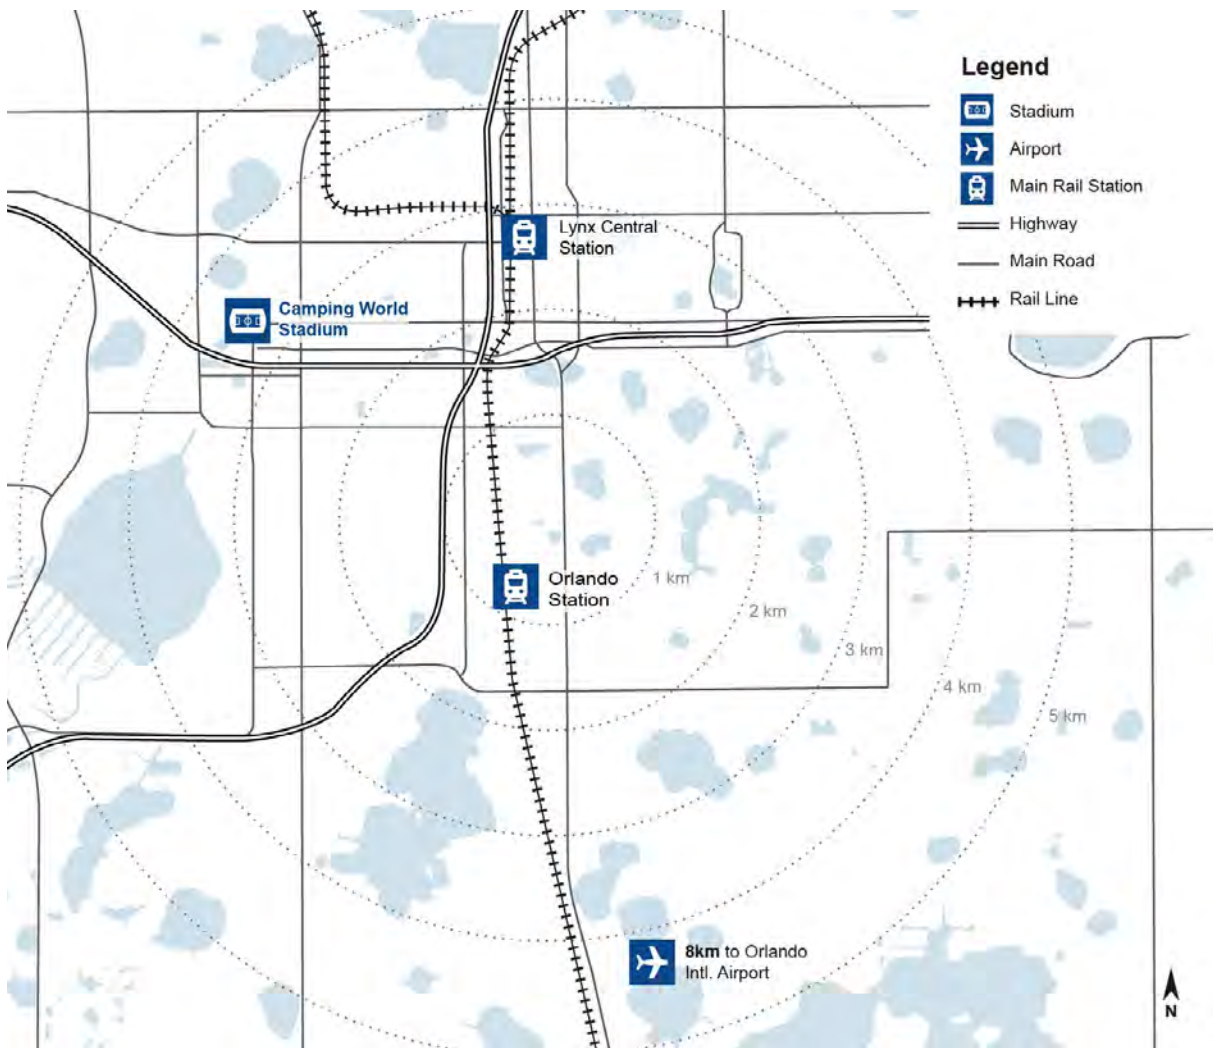 Legend
Stadium
Airport
Main Rail Station
Highway
Main Road
Rail Line
Lynx Central
Station
Camping World
Stadium
Orlando
Station
1 km
2 km
3 km
4 km
5 km
8km to Orlando
Intl. Airport
N